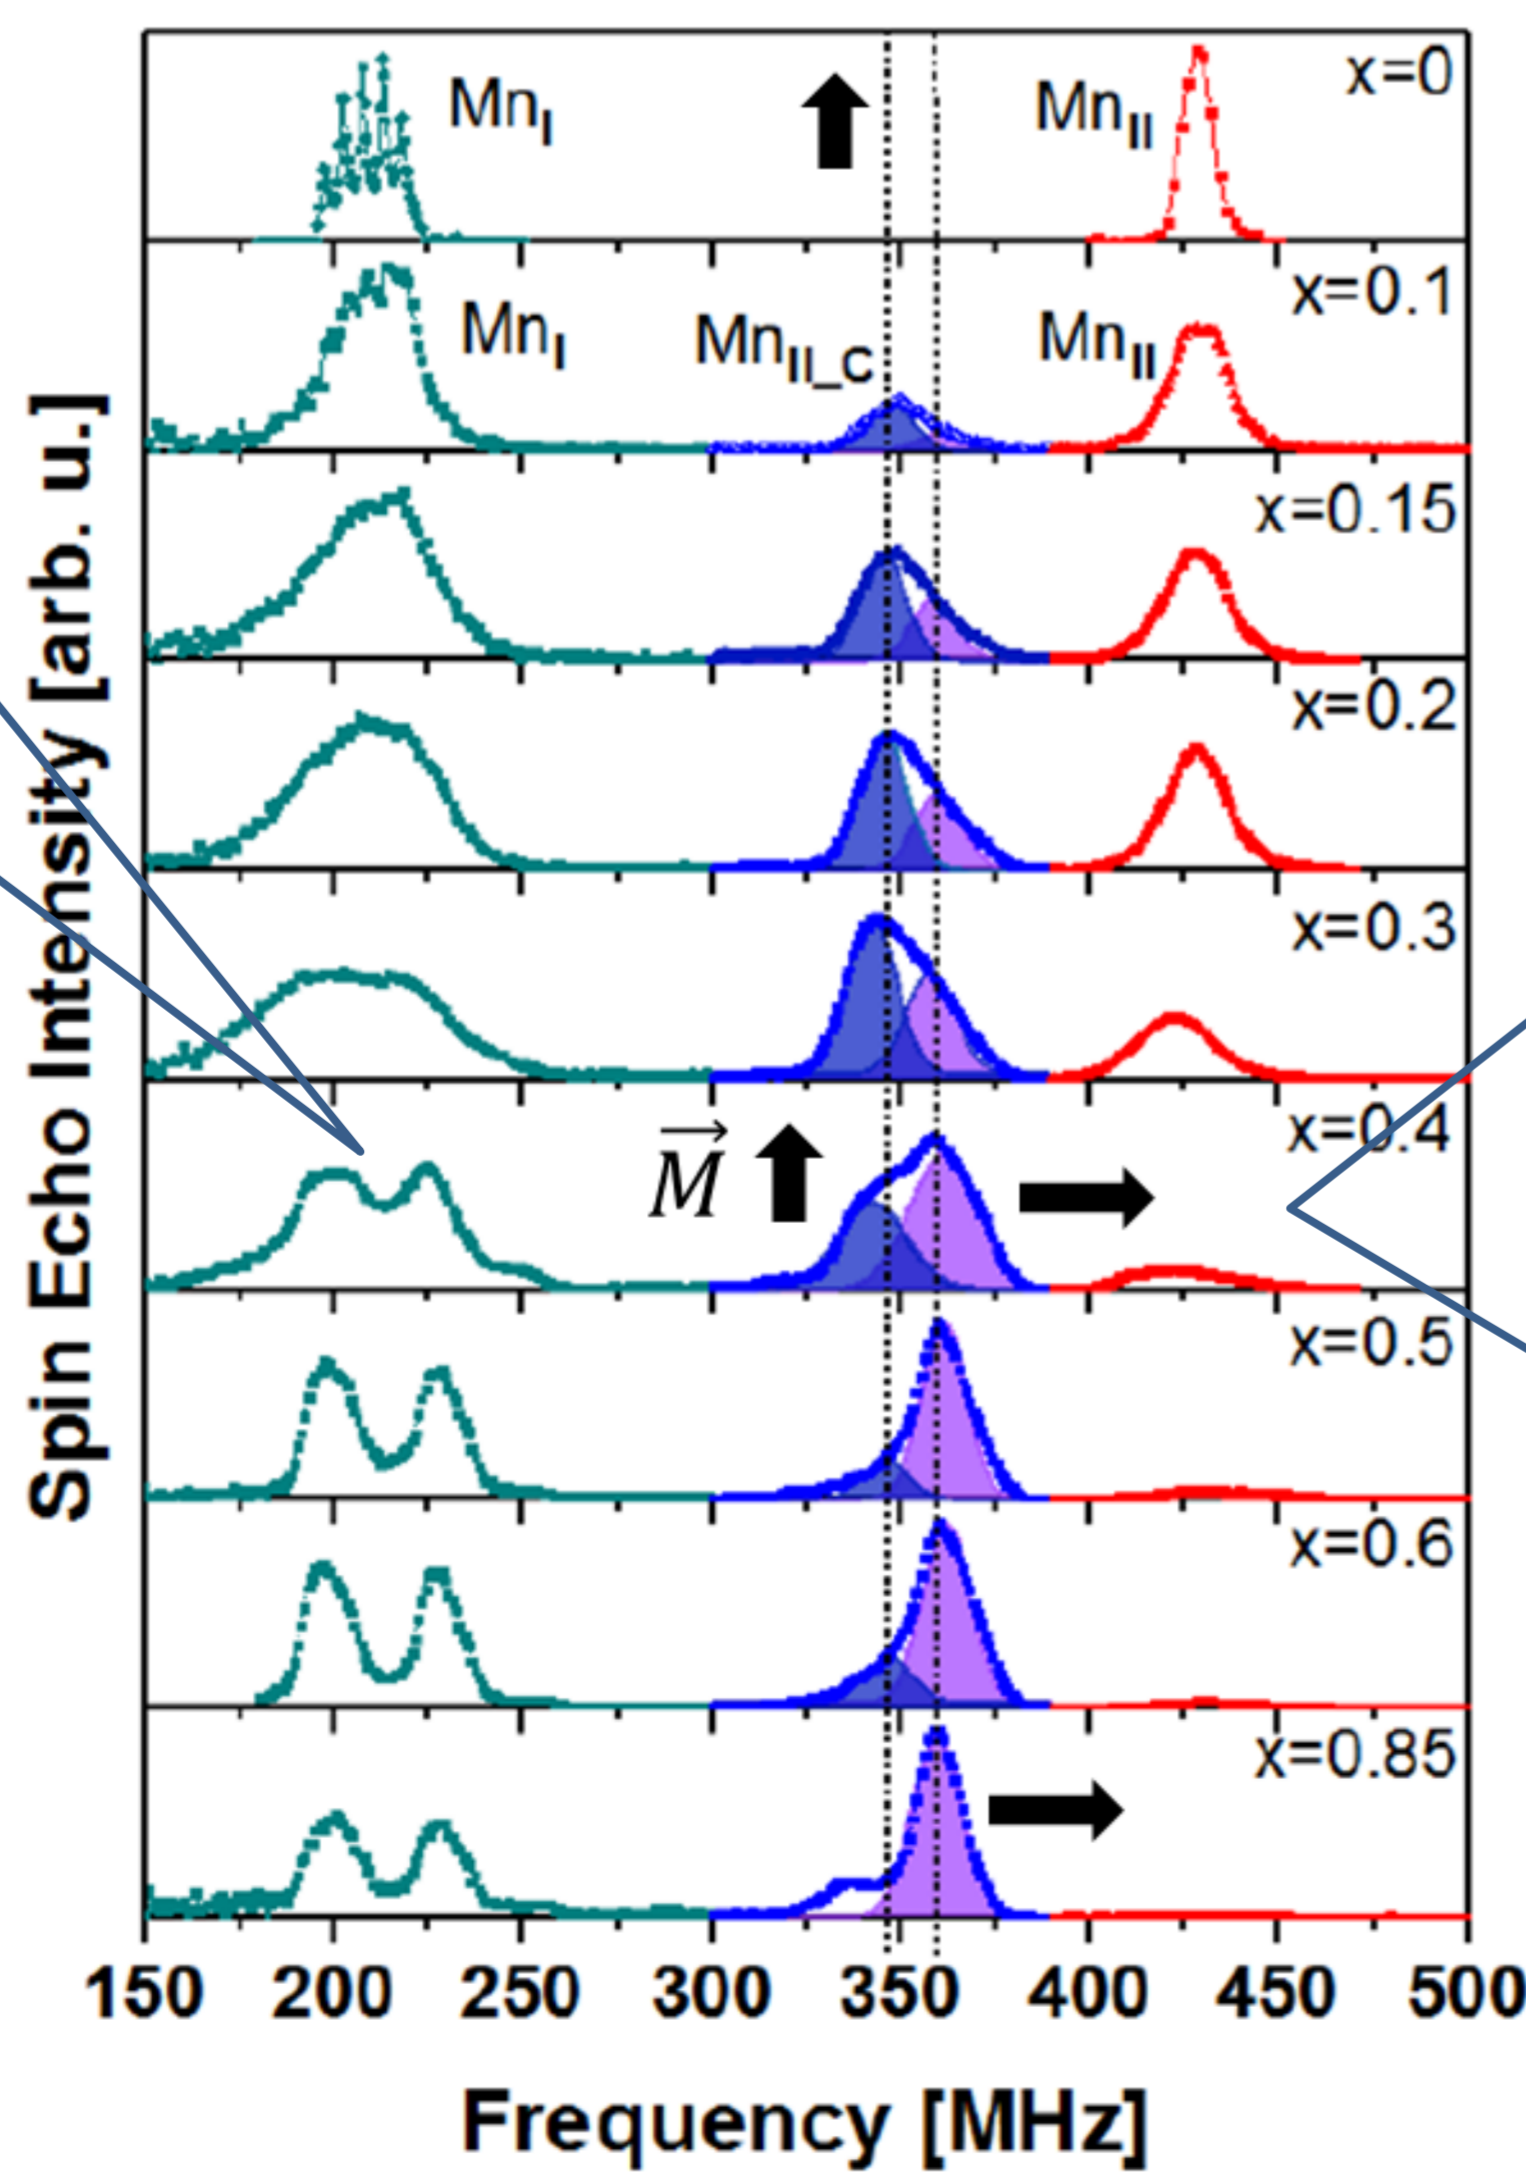 x=0
Mn_I
Mn_II
x=0.1
Mn_I
Mn_II_C
Mn_II
x=0.15
x=0.2
x=0.3
x=0.4
M
x=0.5
x=0.6
x=0.85
Spin Echo Intensity [arb. u.]
150 200 250 300 350 400 450 500
Frequency [MHz]